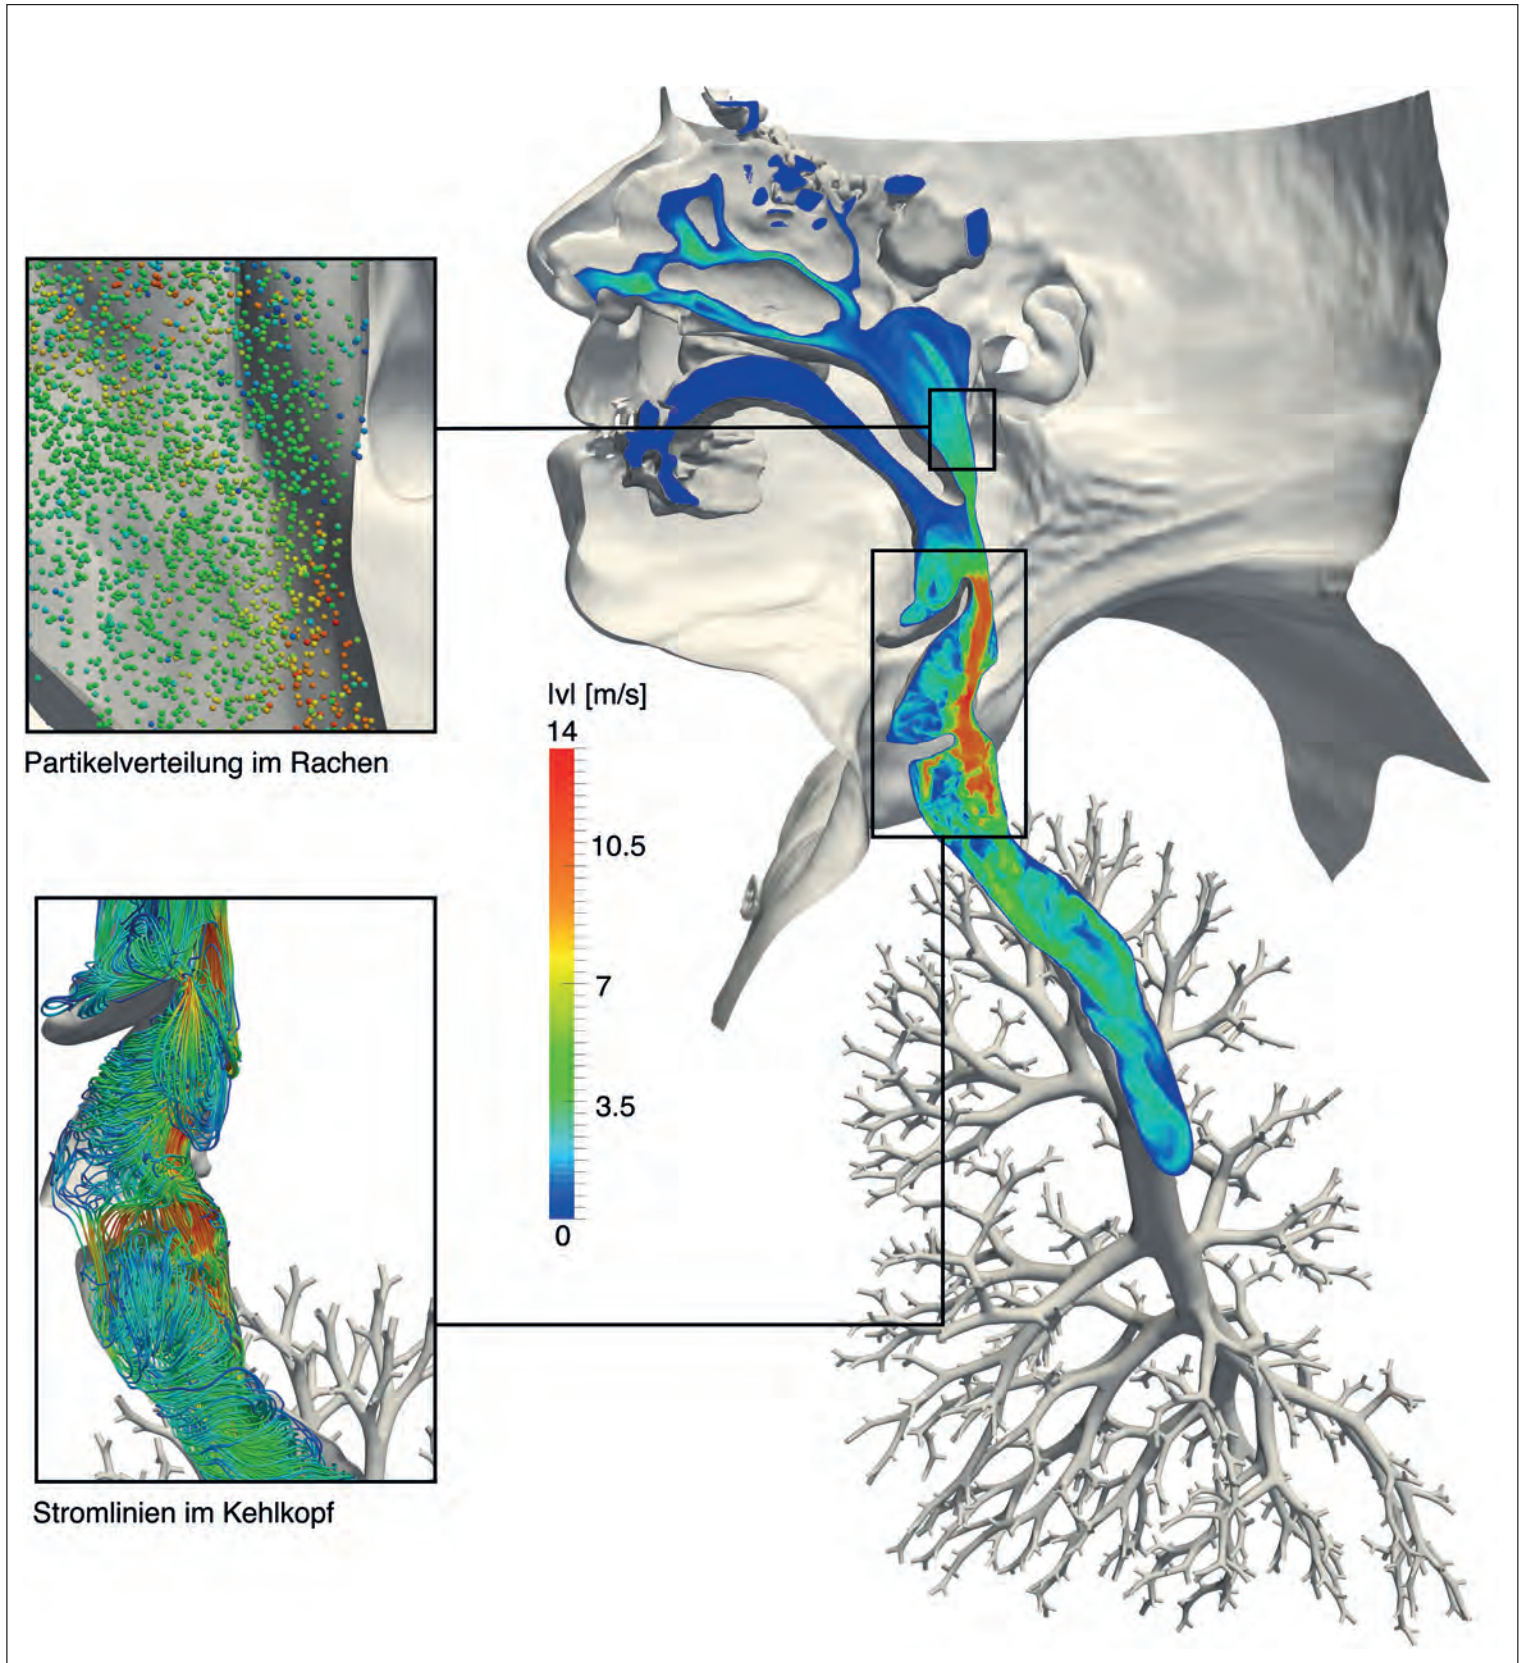 Partikelverteilung im Rachen
|v| [m/s]
14
10.5
7
3.5
0
Stromlinien im Kehlkopf